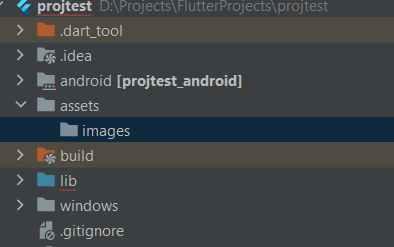 projtest D:\Projects\FlutterProjects\projtest
.dart_tool
.idea
android [projtest_android]
assets
images
build
lib
windows
.gitignore